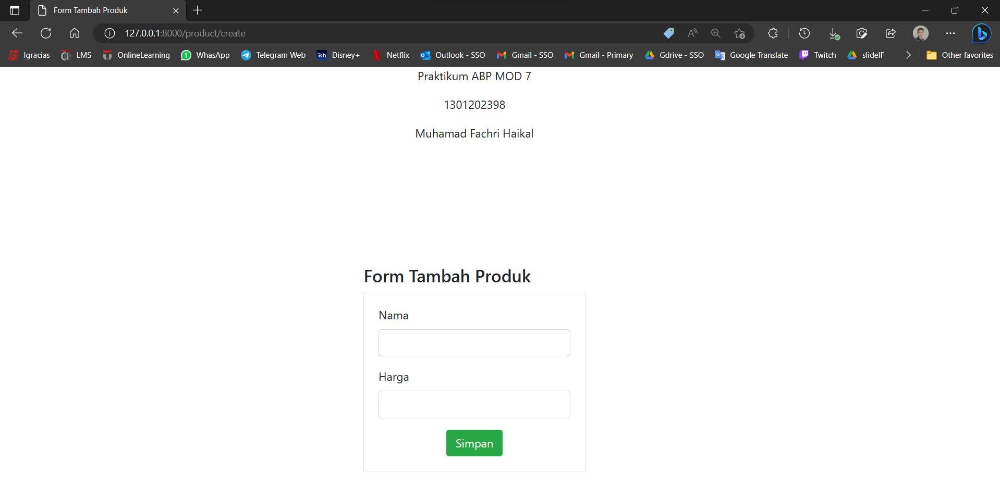 Form Tambah Produk
127.0.0.1:8000/product/create
Igracias LMS OnlineLearning WhasApp Telegram Web Disney+ Netflix Outlook - SSO Gmail - SSO Gmail - Primary Gdrive - SSO Google Translate Twitch slideIF Other favorites
Praktikum ABP MOD 7
1301202398
Muhamad Fachri Haikal
Form Tambah Produk
Nama
Harga
Simpan